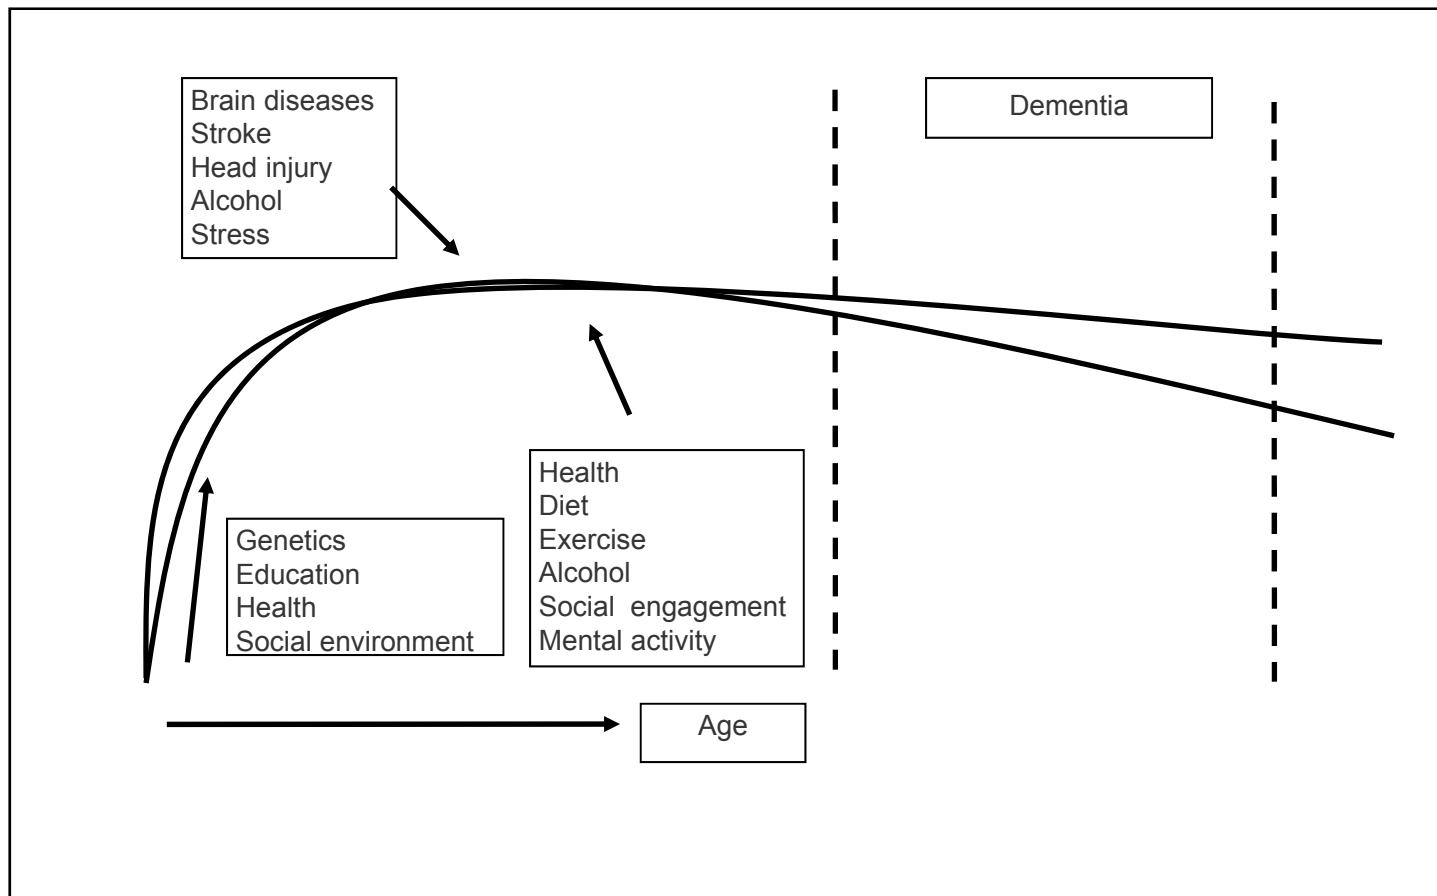 Brain diseases
Stroke
Head injury
Alcohol
Stress
Dementia
Genetics
Education
Health
Social environment
Health
Diet
Exercise
Alcohol
Social engagement
Mental activity
Age